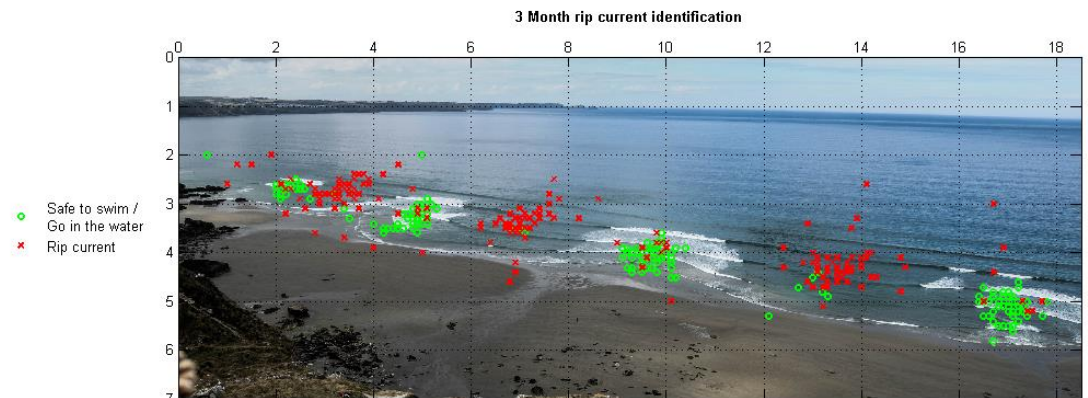 3 Month rip current identification
0 2 4 6 8 10 12 14 16 18
0
1
2
3
4
5
6
7
Safe to swim /
Go in the water
Rip current